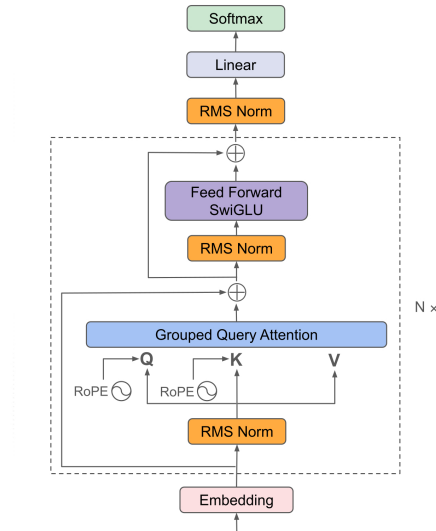 Softmax
Linear
RMS Norm
Feed Forward
SwiGLU
RMS Norm
N ×
Grouped Query Attention
Q
K
V
RoPE
RoPE
RMS Norm
Embedding